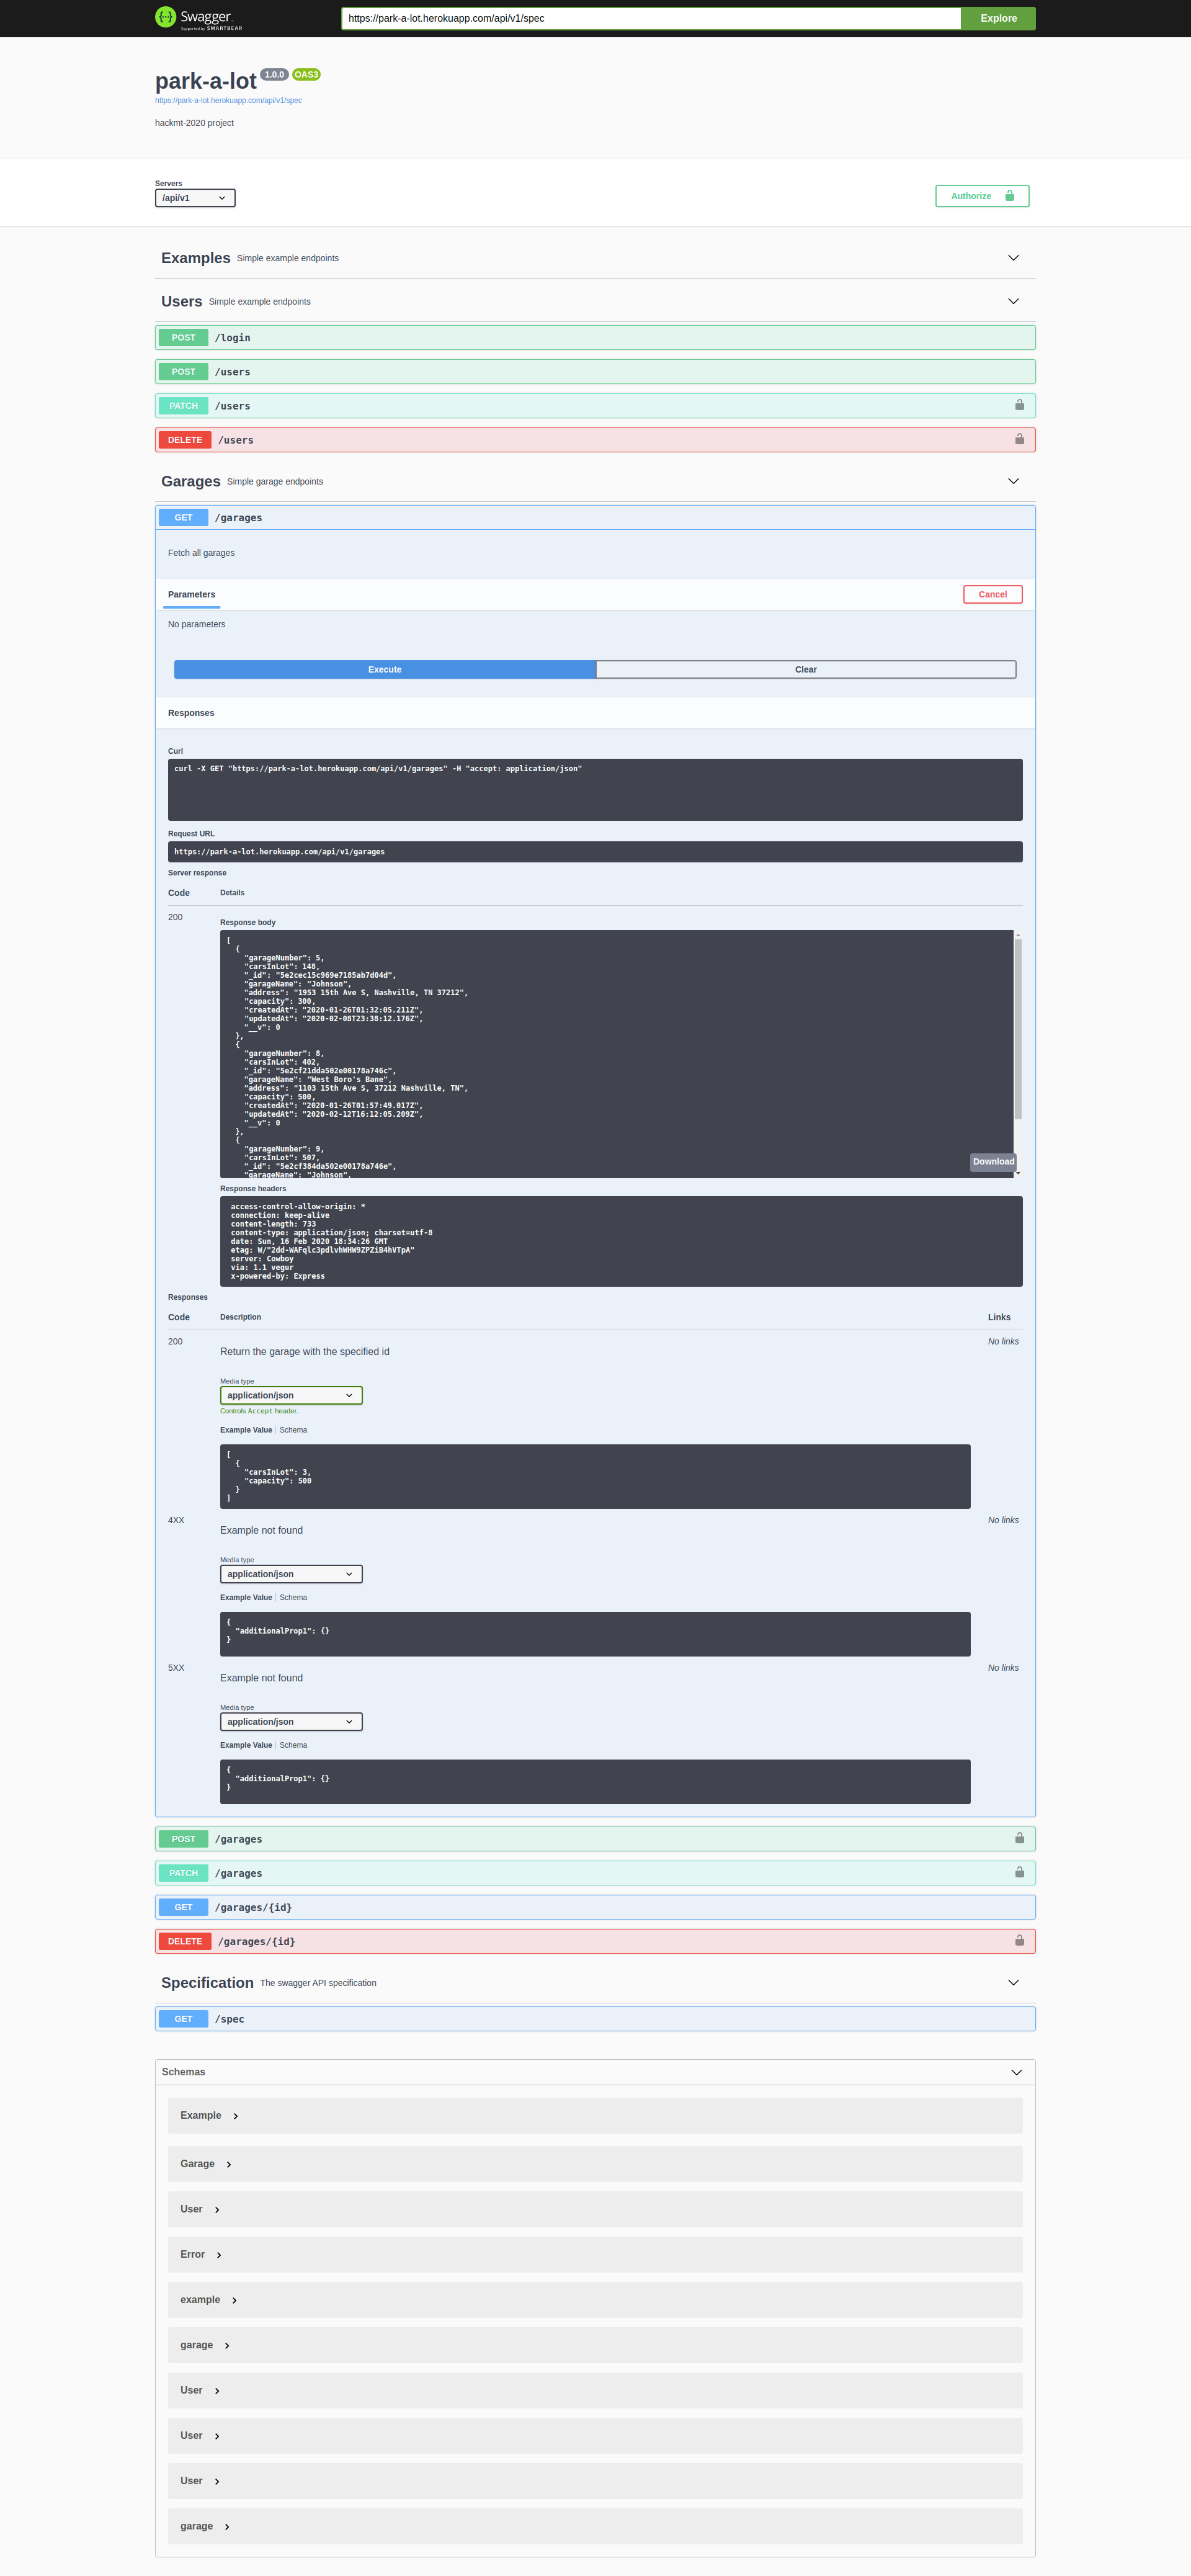 Swagger
Supported by SMARTBEAR
https://park-a-lot.herokuapp.com/api/v1/spec
Explore
park-a-lot 1.0.0 OAS3
https://park-a-lot.herokuapp.com/api/v1/spec
hackmt-2020 project
Servers
/api/v1
Authorize
Examples Simple example endpoints
Users Simple example endpoints
POST /login
POST /users
PATCH /users
DELETE /users
Garages Simple garage endpoints
GET /garages
Fetch all garages
Parameters
Cancel
No parameters
Execute
Clear
Responses
Curl
curl -X GET "https://park-a-lot.herokuapp.com/api/v1/garages" -H "accept: application/json"
Request URL
https://park-a-lot.herokuapp.com/api/v1/garages
Server response
Code Details
200
Response body
[
{
"garageNumber": 5,
"carsInLot": 148,
"_id": "5e2cec15c969e7185ab7d04d",
"garageName": "Johnson",
"address": "1953 15th Ave S, Nashville, TN 37212",
"capacity": 300,
"createdAt": "2020-01-26T01:32:05.211Z",
"updatedAt": "2020-02-08T23:38:12.176Z",
"__v": 0
},
{
"garageNumber": 8,
"carsInLot": 402,
"_id": "5e2cf21dda502e00178a746c",
"garageName": "West Boro's Bane",
"address": "1103 15th Ave S, 37212 Nashville, TN",
"capacity": 500,
"createdAt": "2020-01-26T01:57:49.017Z",
"updatedAt": "2020-02-12T16:12:05.209Z",
"__v": 0
},
{
"garageNumber": 9,
"carsInLot": 507,
"_id": "5e2cf384da502e00178a746e",
"garageName": "Johnson",
Download
Response headers
access-control-allow-origin: *
connection: keep-alive
content-length: 733
content-type: application/json; charset=utf-8
date: Sun, 16 Feb 2020 18:34:26 GMT
etag: W/"2dd-WAFqlc3pdlvhWHW9ZPZiB4hVTpA"
server: Cowboy
via: 1.1 vegur
x-powered-by: Express
Responses
Code Description Links
200 No links
Return the garage with the specified id
Media type
application/json
Controls Accept header.
Example Value Schema
[
{
"carsInLot": 3,
"capacity": 500
}
]
4XX No links
Example not found
Media type
application/json
Example Value Schema
{
"additionalProp1": {}
}
5XX No links
Example not found
Media type
application/json
Example Value Schema
{
"additionalProp1": {}
}
POST /garages
PATCH /garages
GET /garages/{id}
DELETE /garages/{id}
Specification The swagger API specification
GET /spec
Schemas
Example
Garage
User
Error
example
garage
User
User
User
garage